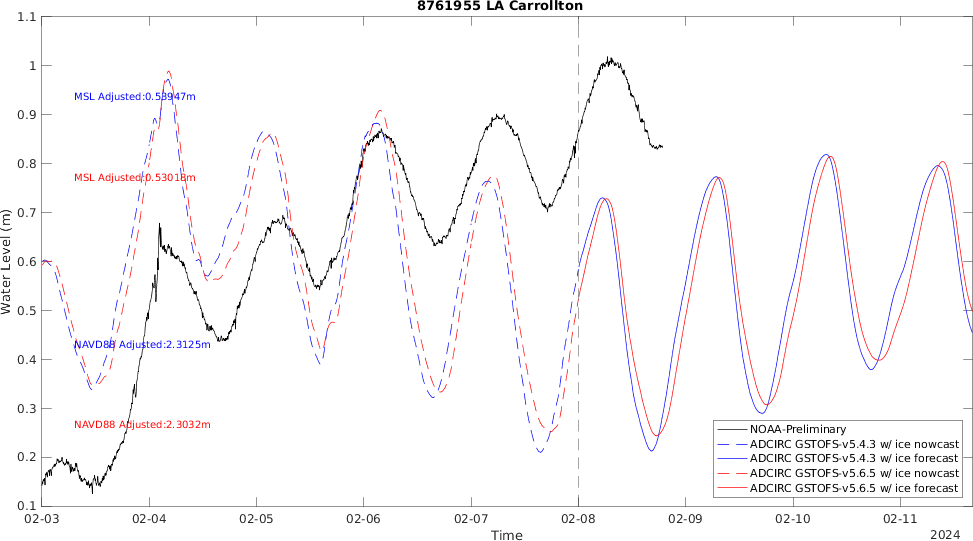 8761955 LA Carrollton
1.1
1
0.9
0.8
0.7
0.6
0.5
0.4
0.3
0.2
0.1
Water Level (m)
MSL Adjusted:0.53947m
MSL Adjusted:0.53018m
NAVD88 Adjusted:2.3125m
NAVD88 Adjusted:2.3032m
NOAA-Preliminary
ADCIRC GSTOFS-v5.4.3 w/ ice nowcast
ADCIRC GSTOFS-v5.4.3 w/ ice forecast
ADCIRC GSTOFS-v5.6.5 w/ ice nowcast
ADCIRC GSTOFS-v5.6.5 w/ ice forecast
02-03 02-04 02-05 02-06 02-07 02-08 02-09 02-10 02-11
Time
2024